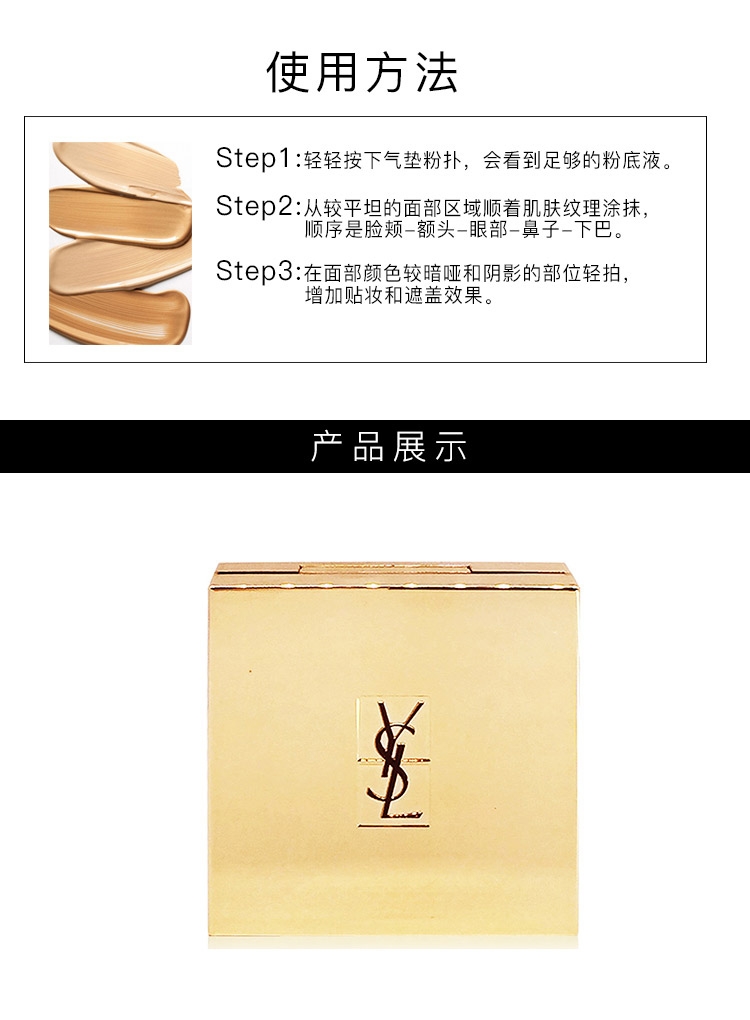 使用方法
Step1:轻轻按下气垫粉扑，会看到足够的粉底液。
Step2:从较平坦的面部区域顺着肌肤纹理涂抹，
顺序是脸颊-额头-眼部-鼻子-下巴。
Step3:在面部颜色较暗哑和阴影的部位轻拍，
增加贴妆和遮盖效果。
产品展示
YSL